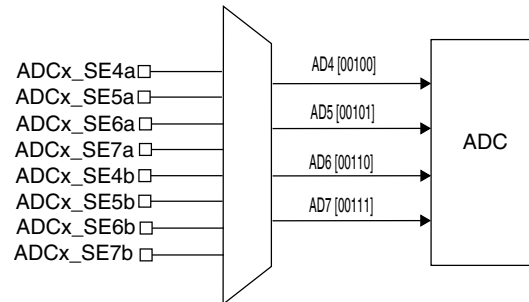 ADCx_SE4a
ADCx_SE5a
ADCx_SE6a
ADCx_SE7a
ADCx_SE4b
ADCx_SE5b
ADCx_SE6b
ADCx_SE7b
AD4 [00100]
AD5 [00101]
AD6 [00110]
AD7 [00111]
ADC